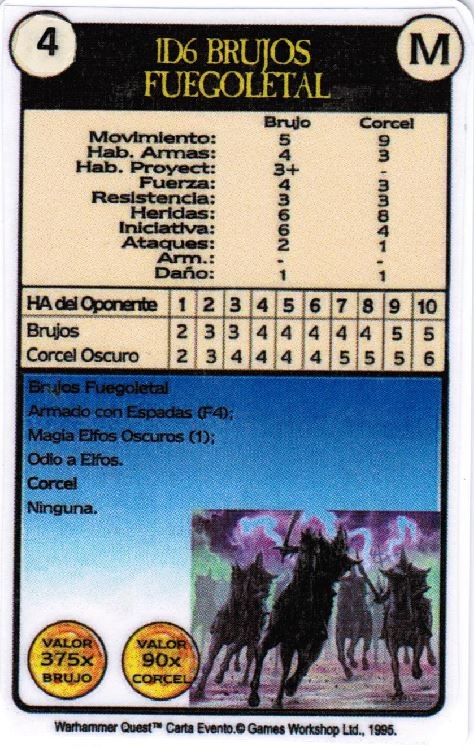 4
M
1D6 BRUJOS
FUEGOLETAL
Brujo Corcel
Movimiento: 5 9
Hab. Armas: 4 3
Hab. Proyect: 3+ -
Fuerza: 4 3
Resistencia: 3 3
Heridas: 6 8
Iniciativa: 6 4
Ataques: 2 1
Arm.: - -
Daño: 1 1
HA del Oponente 1 2 3 4 5 6 7 8 9 10
Brujos 2 3 3 4 4 4 4 4 5 5
Corcel Oscuro 2 3 4 4 4 4 5 5 5 6
Brujos Fuegoletal
Armado con Espadas (F4);
Magia Elfos Oscuros (1);
Odio a Elfos.
Corcel
Ninguna.
VALOR
375x
BRUJO
VALOR
90x
CORCEL
Warhammer Quest™ Carta Evento.© Games Workshop Ltd., 1995.